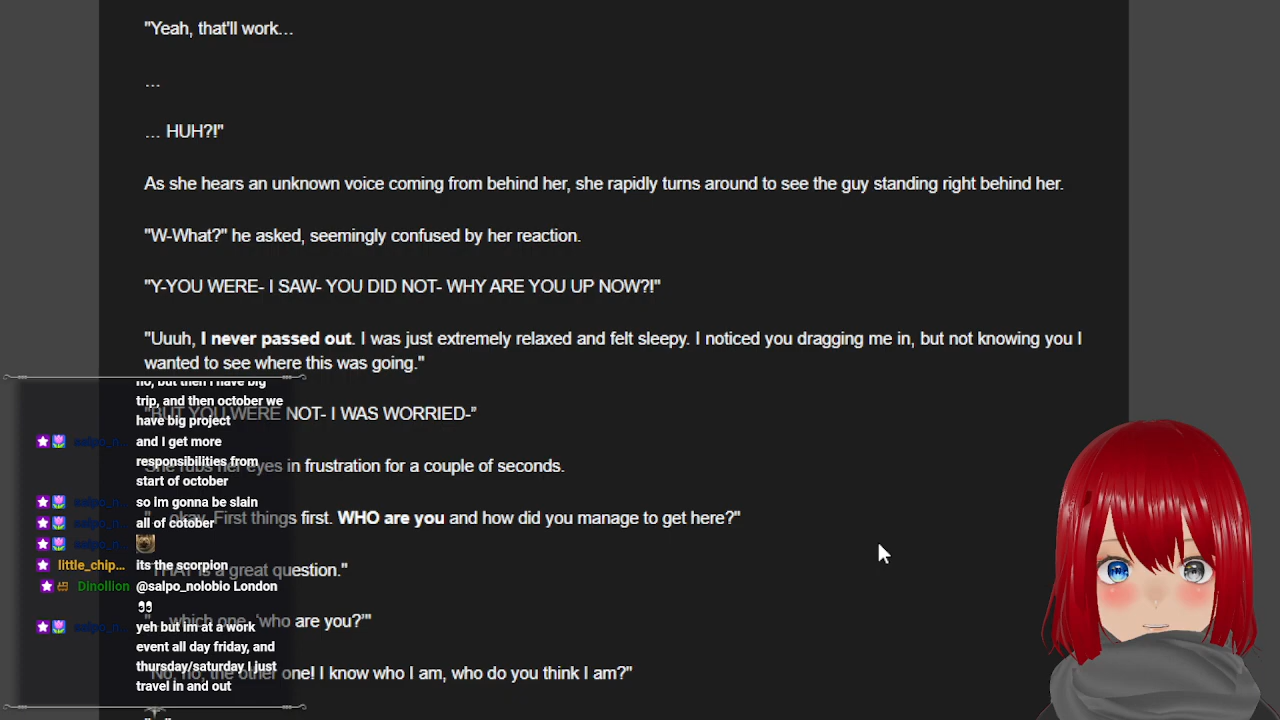 "Yeah, that'll work…
…
… HUH?!"
As she hears an unknown voice coming from behind her, she rapidly turns around to see the guy standing right behind her.
"W-What?" he asked, seemingly confused by her reaction.
"Y-YOU WERE- I SAW- YOU DID NOT- WHY ARE YOU UP NOW?!"
"Uuuh, I never passed out. I was just extremely relaxed and felt sleepy. I noticed you dragging me in, but not knowing you I
wanted to see where this was going."
"BUT YOU WERE NOT- I WAS WORRIED-"
She rubs her eyes in frustration for a couple of seconds.
"… okay. First things first. WHO are you and how did you manage to get here?"
"THAT is a great question."
"… which one, 'who are you?'"
"No, no, the other one! I know who I am, who do you think I am?"
no, but then I have big
trip, and then october we
have big project
salpo_n... and I get more
responsibilities from
start of october
salpo_n... so im gonna be slain
salpo_n... all of cotober
salpo_n...
little_chip... its the scorpion
Dinollion @salpo_nolobio London
salpo_n... yeh but im at a work
event all day friday, and
thursday/saturday I just
travel in and out